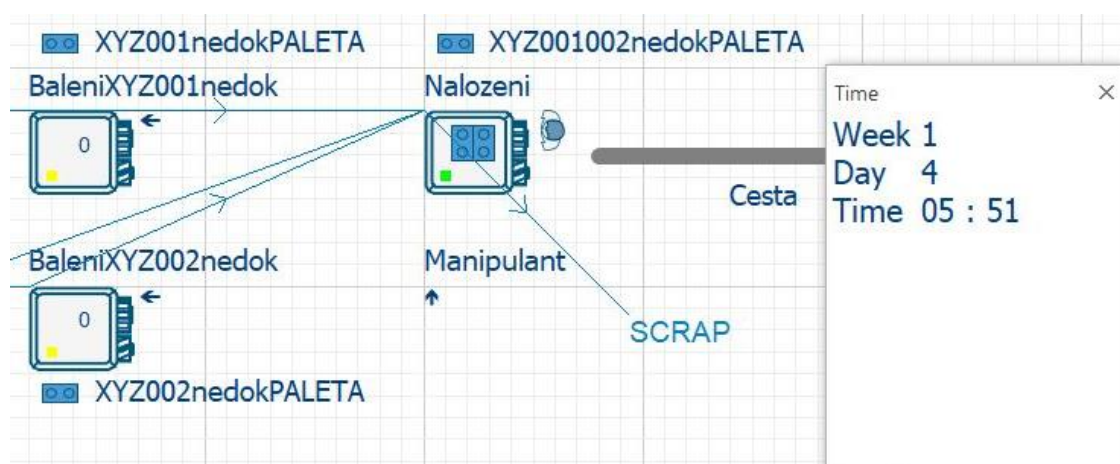 XYZ001nedokPALETA
XYZ001002nedokPALETA
BaleniXYZ001nedok
Nalozeni
0
Cesta
BaleniXYZ002nedok
Manipulant
0
SCRAP
XYZ002nedokPALETA
Time
Week 1
Day 4
Time 05 : 51